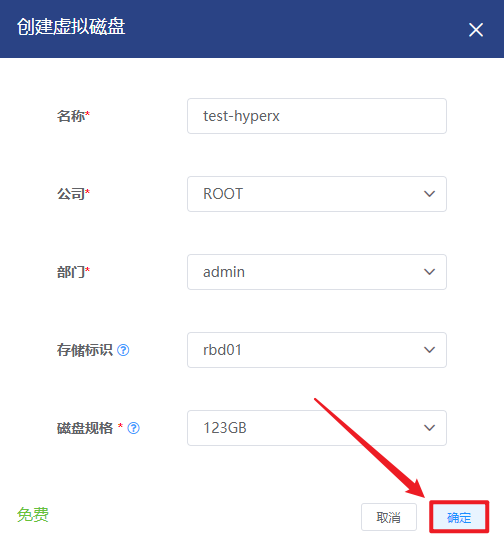 创建虚拟磁盘
名称* test-hyperx
公司* ROOT
部门* admin
存储标识 ? rbd01
磁盘规格 * ? 123GB
免费 取消 确定